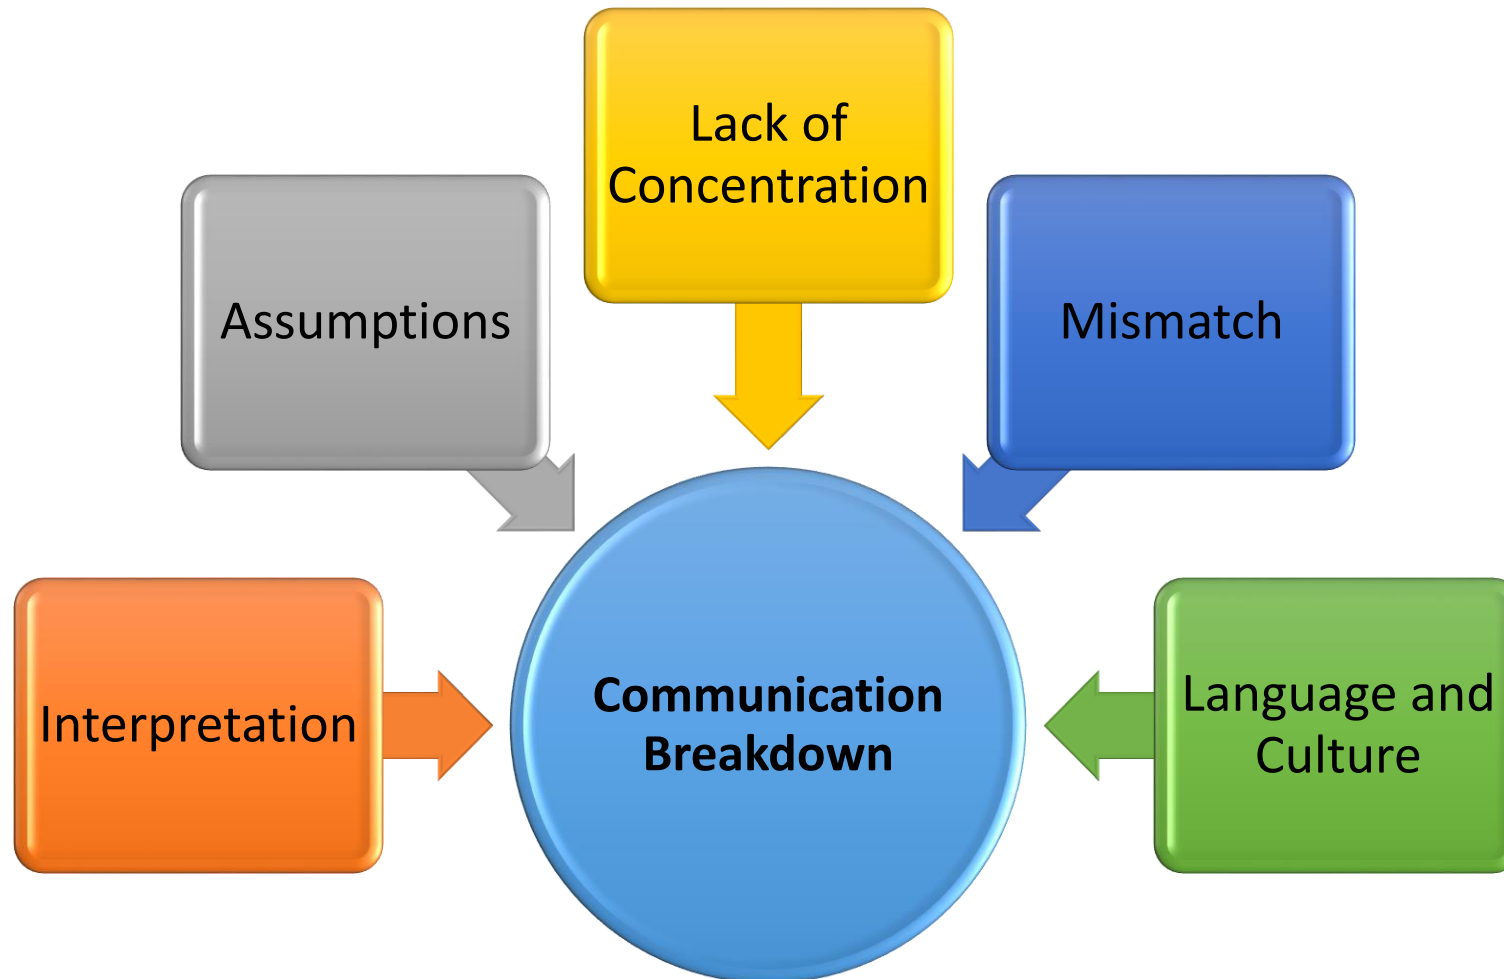 Lack of
Concentration
Assumptions
Mismatch
Interpretation
Communication
Breakdown
Language and
Culture